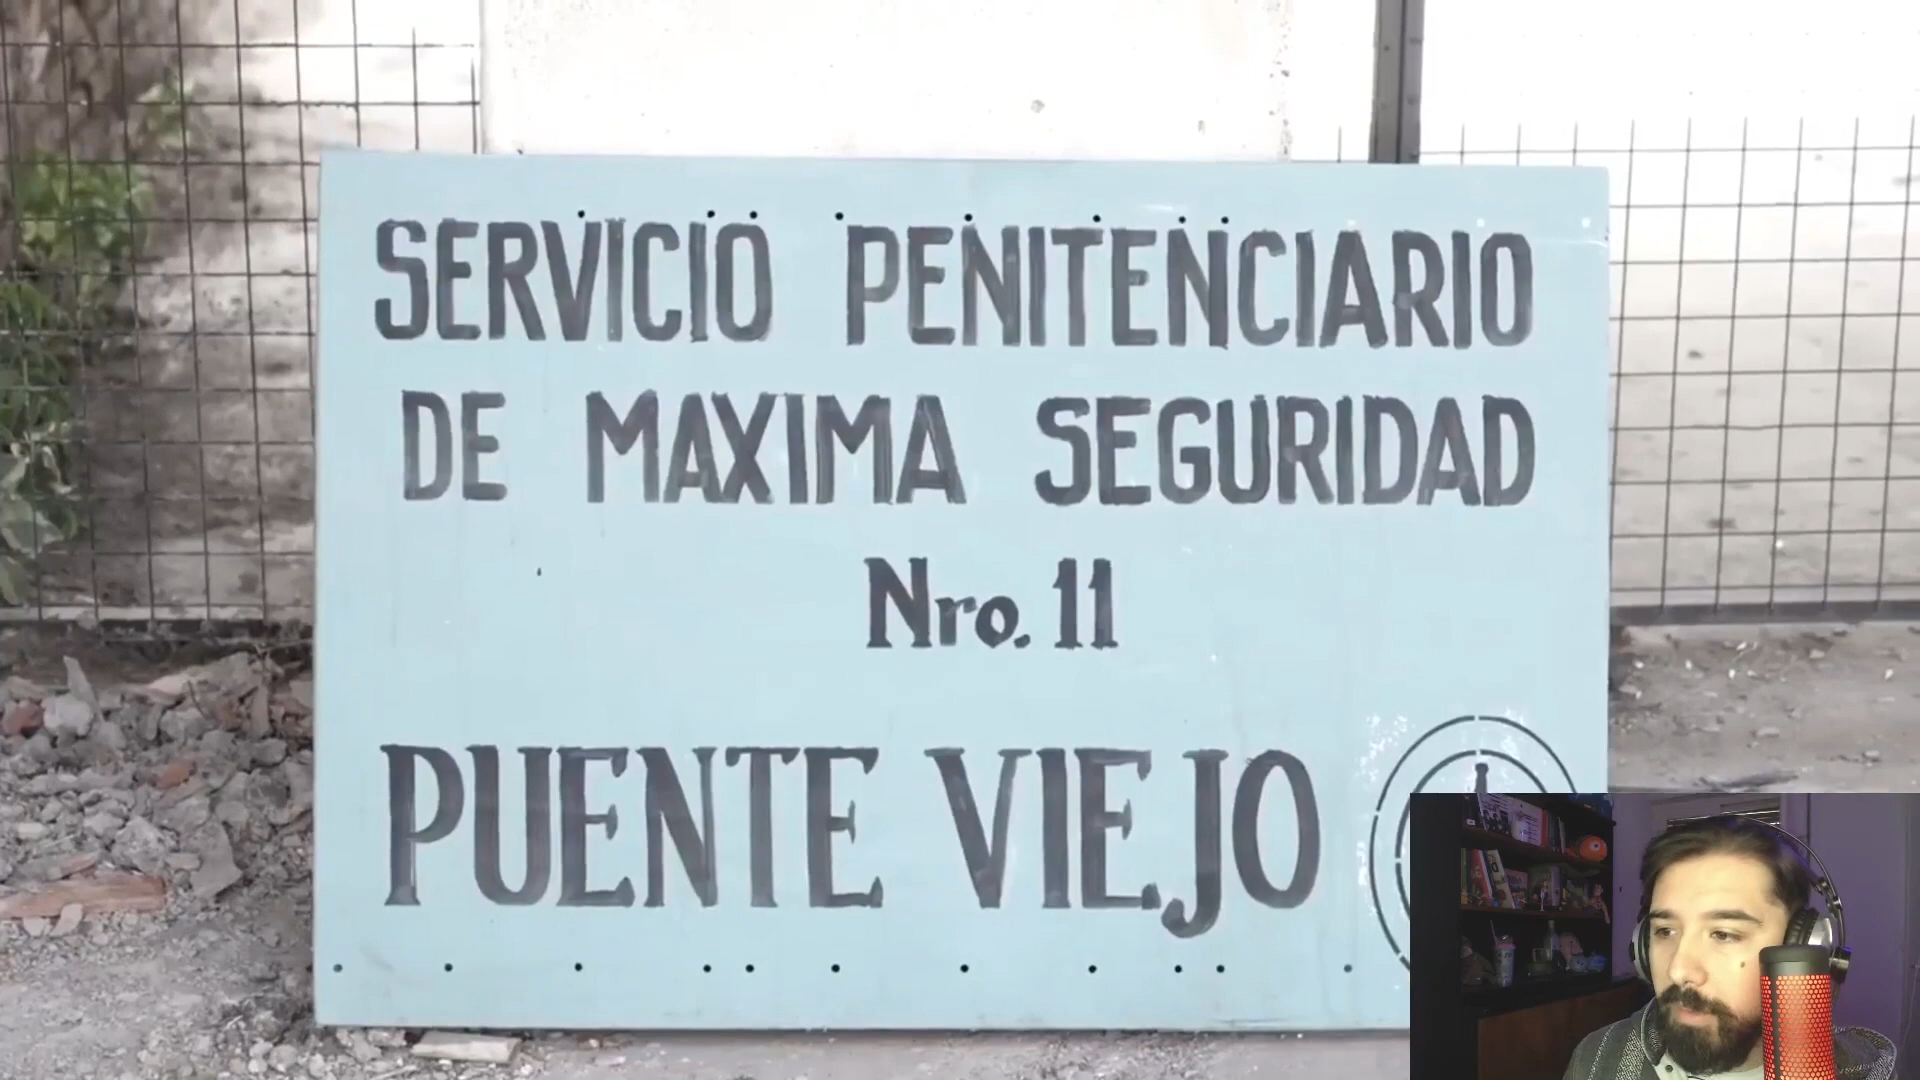 SERVICIO PENITENCIARIO
DE MAXIMA SEGURIDAD
Nro. 11
PUENTE VIEJO